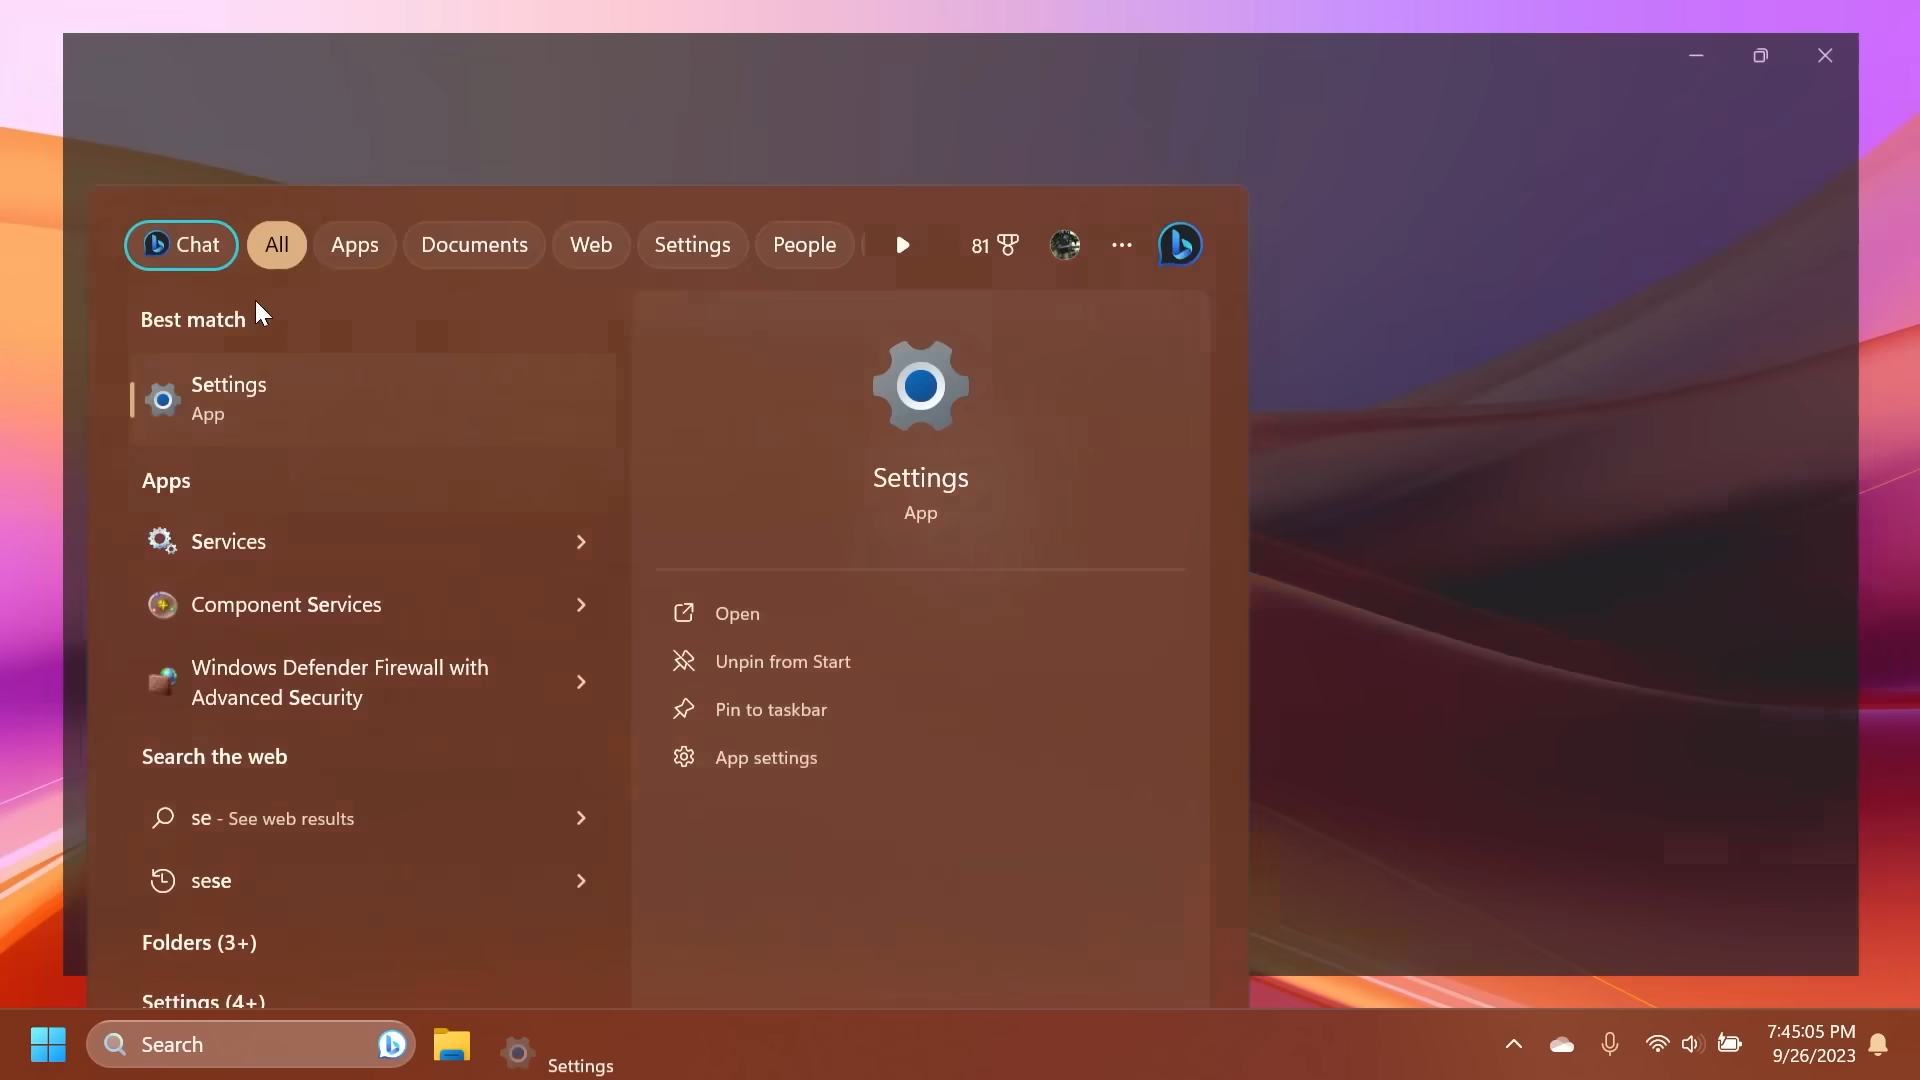 Chat All Apps Documents Web Settings People 81
Best match
Settings
App
Apps
Services
Component Services
Windows Defender Firewall with
Advanced Security
Search the web
se - See web results
sese
Folders (3+)
Settings (4+)
Settings
App
Open
Unpin from Start
Pin to taskbar
App settings
Search
Settings
7:45:05 PM
9/26/2023